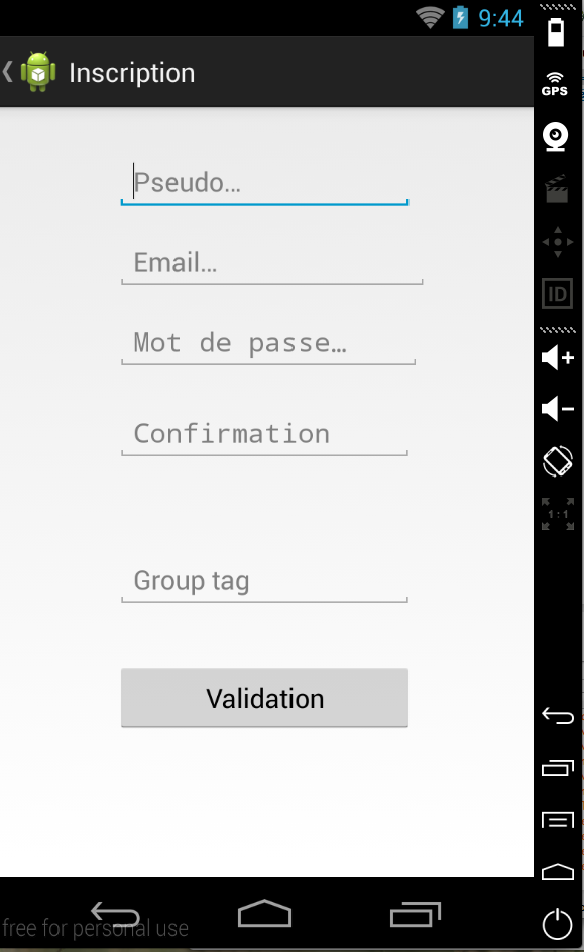 9:44
Inscription
GPS
Pseudo...
Email...
ID
Mot de passe…
Confirmation
1:1
Group tag
Validation
free for personal use